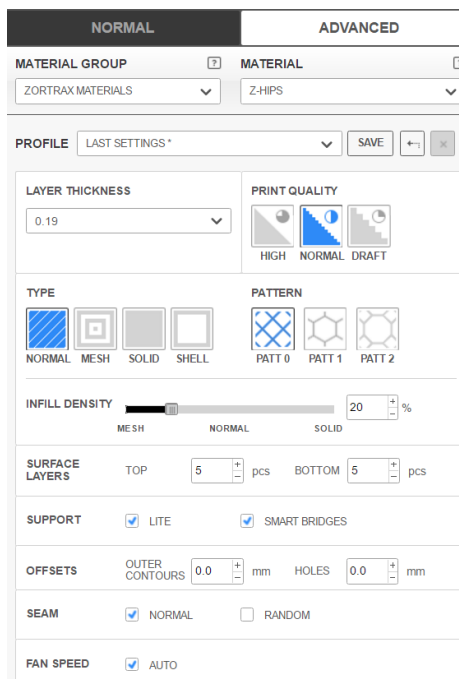 NORMAL ADVANCED
MATERIAL GROUP ? MATERIAL
ZORTRAX MATERIALS Z-HIPS
PROFILE LAST SETTINGS * SAVE
LAYER THICKNESS PRINT QUALITY
0.19
HIGH NORMAL DRAFT
TYPE PATTERN
NORMAL MESH SOLID SHELL PATT 0 PATT 1 PATT 2
INFILL DENSITY 20 + - %
MESH NORMAL SOLID
SURFACE LAYERS TOP 5 + - pcs BOTTOM 5 + - pcs
SUPPORT LITE SMART BRIDGES
OFFSETS OUTER CONTOURS 0.0 + - mm HOLES 0.0 + - mm
SEAM NORMAL RANDOM
FAN SPEED AUTO